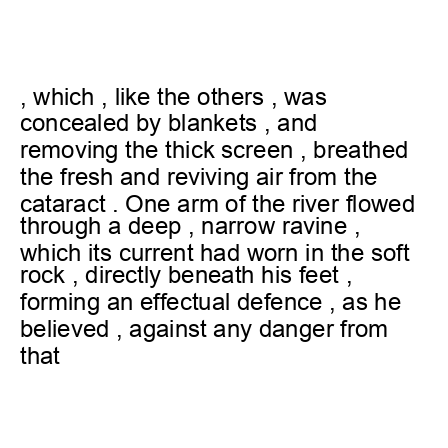 , which , like the others , was
concealed by blankets , and
removing the thick screen , breathed
the fresh and reviving air from the
cataract . One arm of the river flowed
through a deep , narrow ravine ,
which its current had worn in the soft
rock , directly beneath his feet ,
forming an effectual defence , as he
believed , against any danger from
that